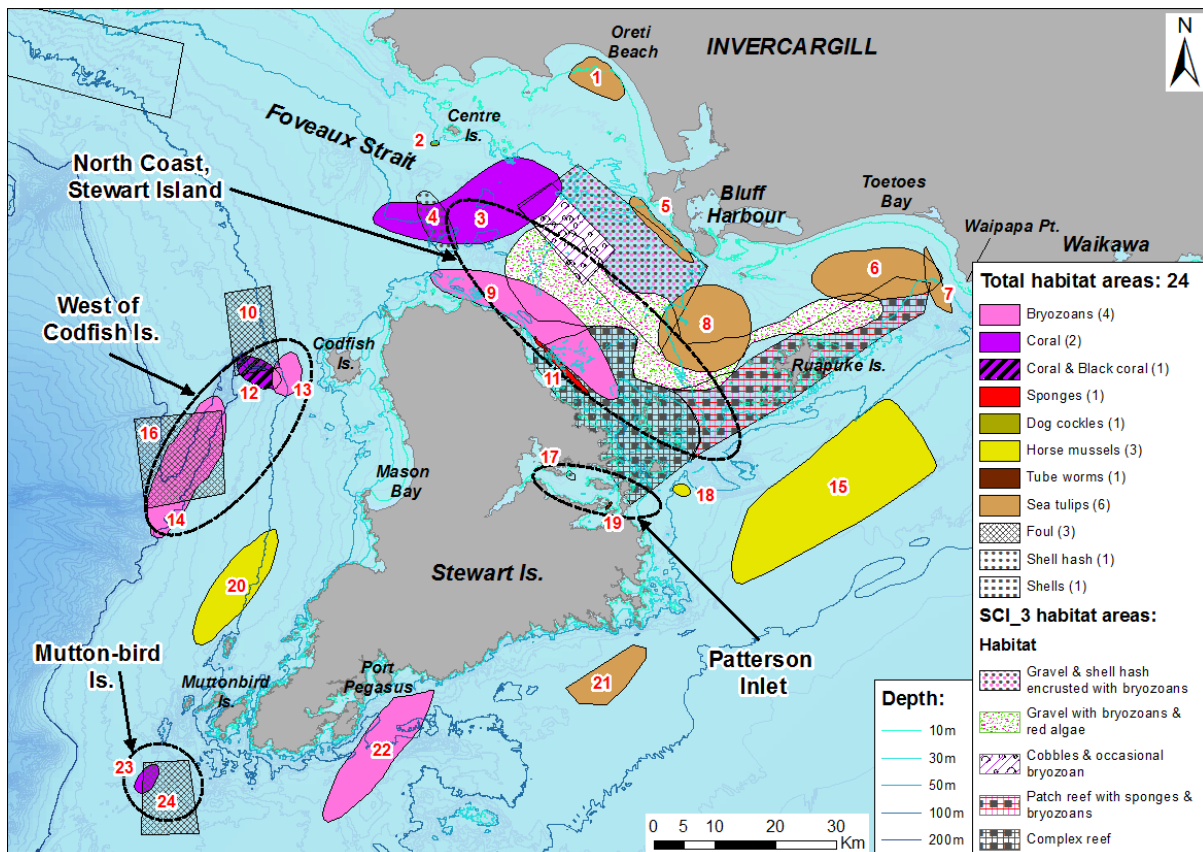 Oreti
Beach
INVERCARGILL
N
1
Centre
Is.
2
Foveaux Strait
North Coast,
Stewart Island
4
3
5
Bluff
Harbour
Toetoes
Bay
Waipapa Pt.
Waikawa
6
7
8
9
West of
Codfish Is.
10
Codfish
Is.
11
12
13
Ruapuke Is.
16
14
Mason
Bay
17
18
19
15
20
Stewart Is.
Patterson
Inlet
Mutton-bird
Is.
Muttonbird
Is.
Port
Pegasus
21
22
23
24
Total habitat areas: 24
Bryozoans (4)
Coral (2)
Coral & Black coral (1)
Sponges (1)
Dog cockles (1)
Horse mussels (3)
Tube worms (1)
Sea tulips (6)
Foul (3)
Shell hash (1)
Shells (1)
SCI_3 habitat areas:
Habitat
Gravel & shell hash
encrusted with bryozoans
Gravel with bryozoans &
red algae
Cobbles & occasional
bryozoan
Patch reef with sponges &
bryozoans
Complex reef
Depth:
10m
30m
50m
100m
200m
0 5 10 20 30
Km